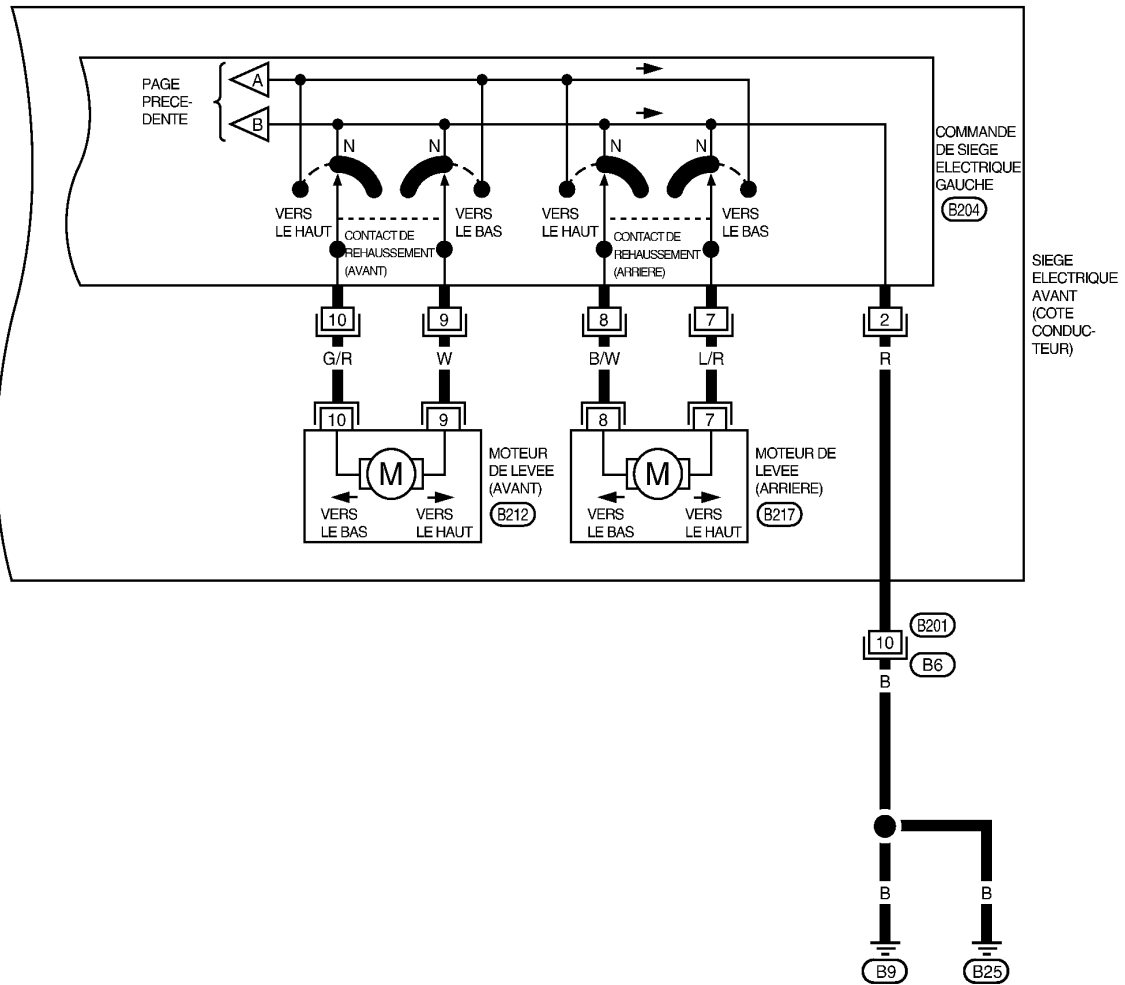 PAGE
PRECE-
DENTE
A
B
N
N
N
N
VERS
LE HAUT
VERS
LE BAS
VERS
LE HAUT
VERS
LE BAS
CONTACT DE
REHAUSSEMENT
(AVANT)
CONTACT DE
REHAUSSEMENT
(ARRIERE)
COMMANDE
DE SIEGE
ELECTRIQUE
GAUCHE
B204
SIEGE
ELECTRIQUE
AVANT
(COTE
CONDUC-
TEUR)
10
9
8
7
2
G/R
W
B/W
L/R
R
10
9
8
7
M
VERS
LE BAS
VERS
LE HAUT
MOTEUR
DE LEVEE
(AVANT)
B212
M
VERS
LE BAS
VERS
LE HAUT
MOTEUR DE
LEVEE
(ARRIERE)
B217
10
B201
B6
B
B
B
B9
B25